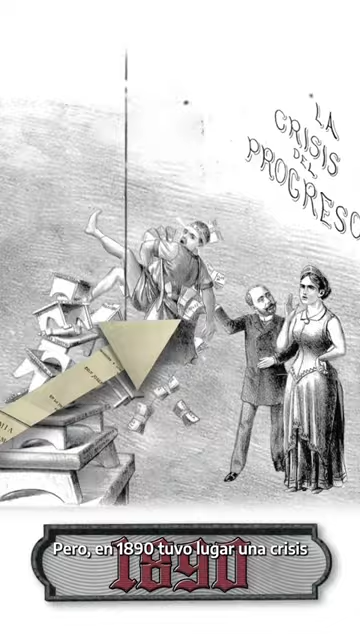 LA
CRISIS
DEL
PROGRESO
Pero, en 1890 tuvo lugar una crisis
1890